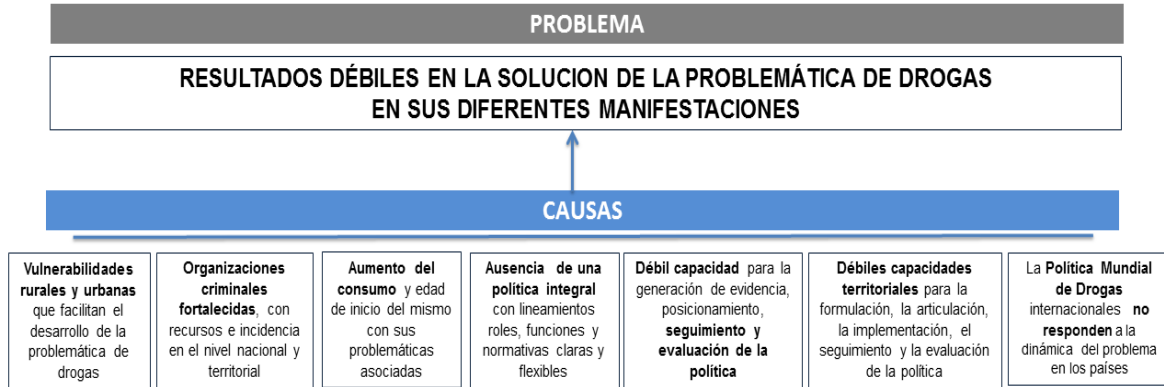 PROBLEMA
RESULTADOS DÉBILES EN LA SOLUCION DE LA PROBLEMÁTICA DE DROGAS
EN SUS DIFERENTES MANIFESTACIONES
CAUSAS
Vulnerabilidades
rurales y urbanas
que facilitan el
desarrollo de la
problemática de
drogas
Organizaciones
criminales
fortalecidas, con
recursos e incidencia
en el nivel nacional y
territorial
Aumento del
consumo y edad
de inicio del mismo
con sus
problemáticas
asociadas
Ausencia de una
política integral
con lineamientos
roles, funciones y
normativas claras y
flexibles
Débil capacidad para la
generación de evidencia,
posicionamiento,
seguimiento y
evaluación de la
política
Débiles capacidades
territoriales para la
formulación, la articulación,
la implementación, el
seguimiento y la evaluación
de la política
La Política Mundial
de Drogas
internacionales no
responden a la
dinámica del problema
en los países